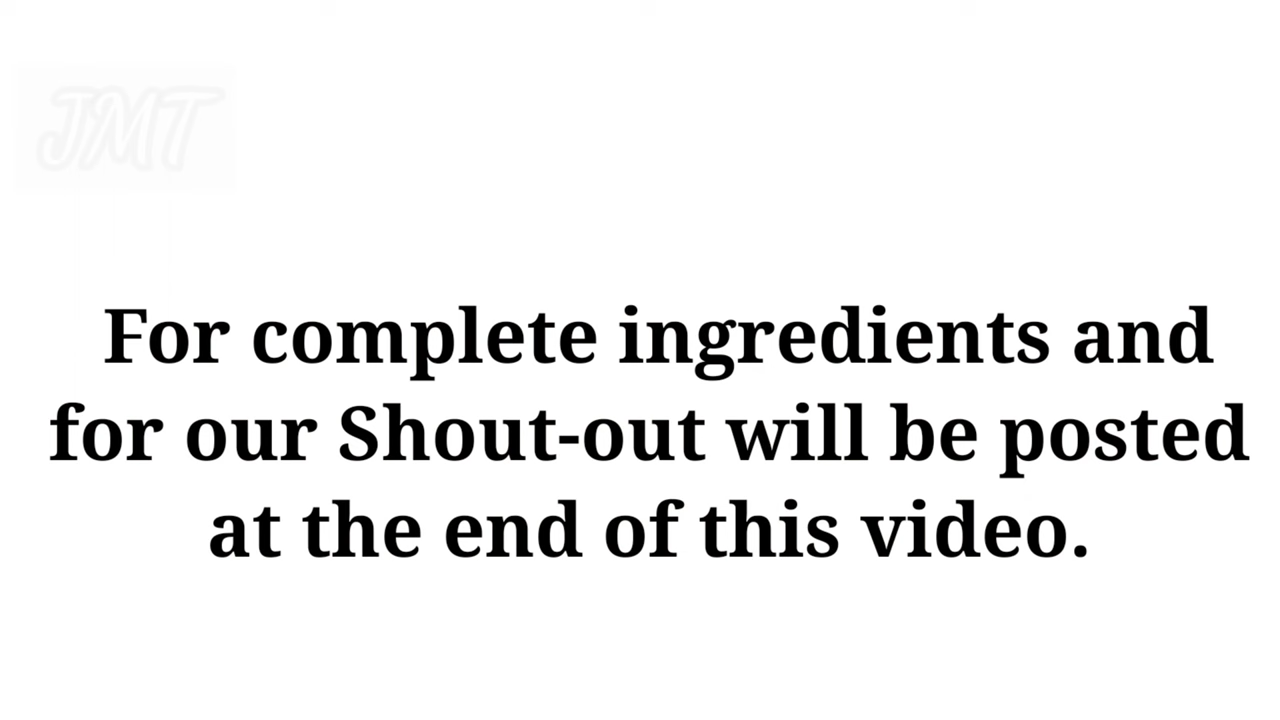 JMT
For complete ingredients and
for our Shout-out will be posted
at the end of this video.